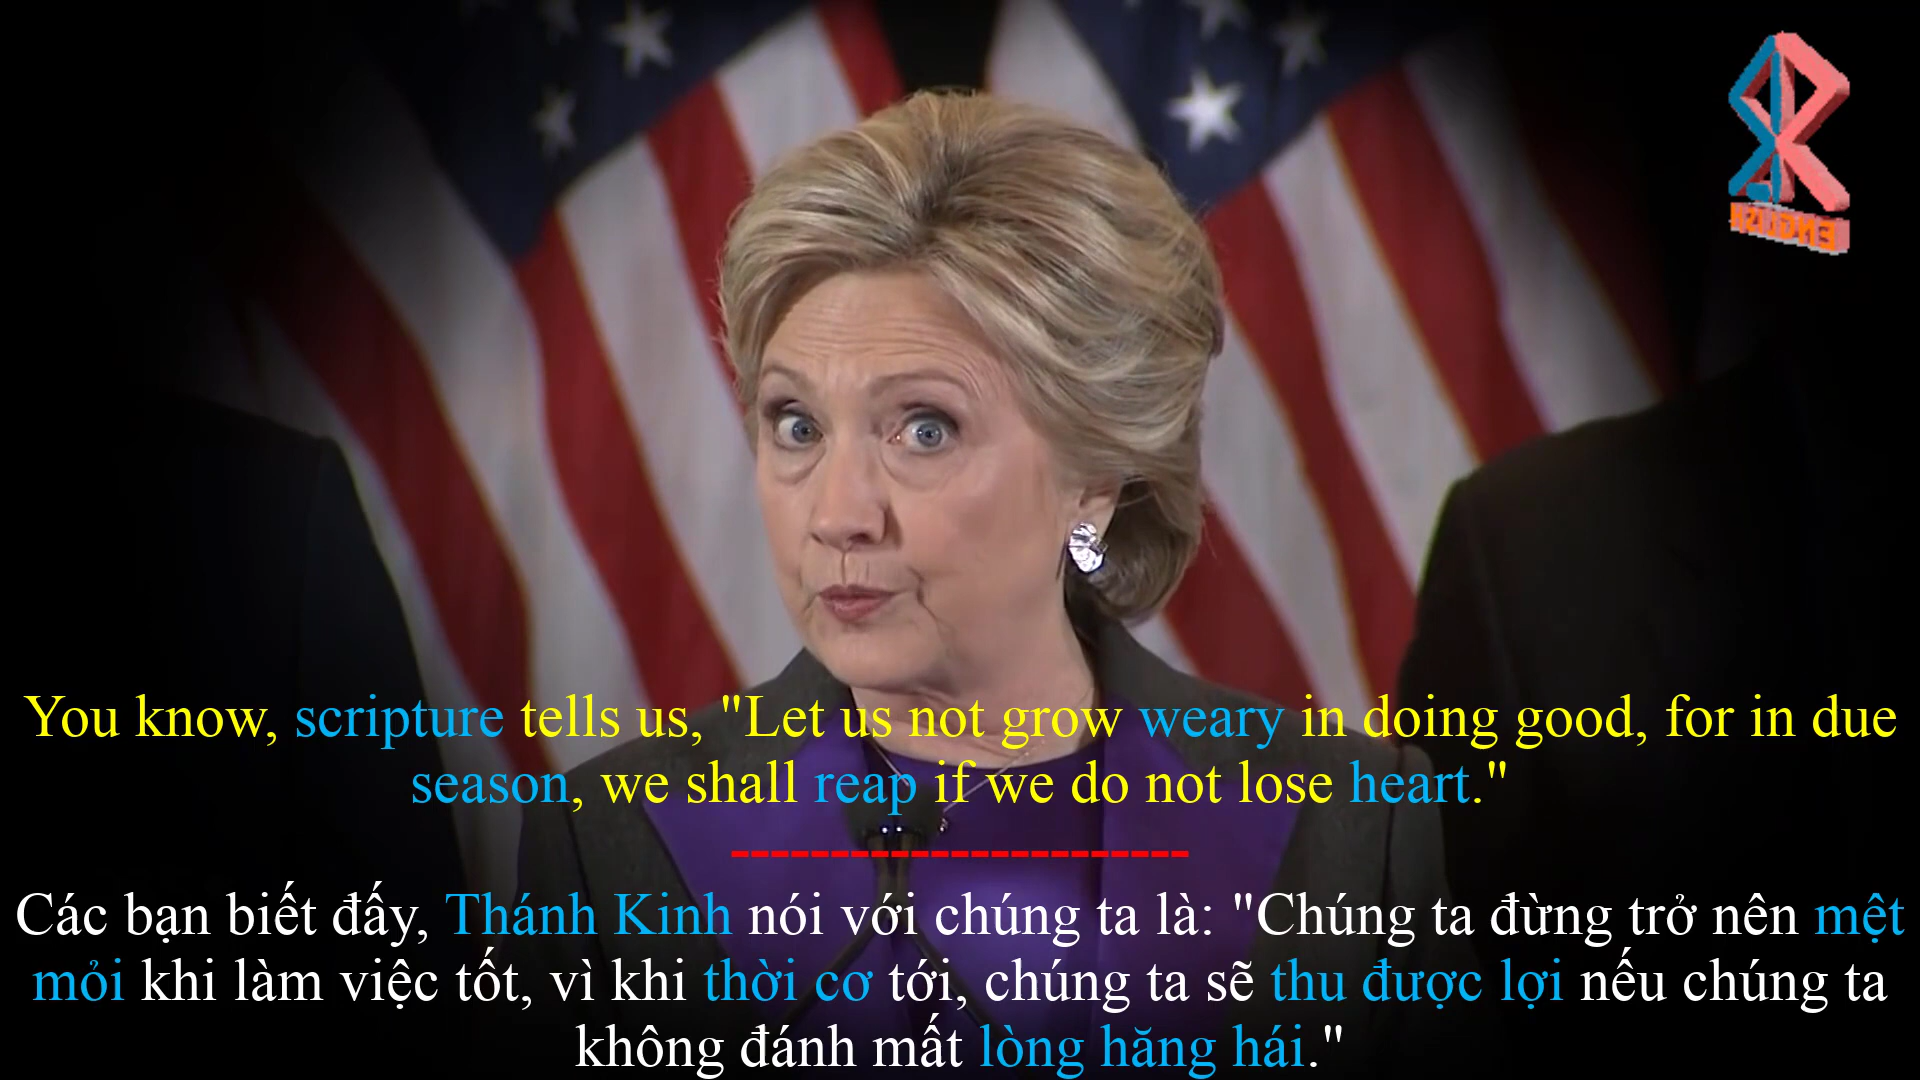 ENGLISH
You know, scripture tells us, "Let us not grow weary in doing good, for in due
season, we shall reap if we do not lose heart."
-----------------------
Các bạn biết đấy, Thánh Kinh nói với chúng ta là: "Chúng ta đừng trở nên mệt
mỏi khi làm việc tốt, vì khi thời cơ tới, chúng ta sẽ thu được lợi nếu chúng ta
không đánh mất lòng hăng hái."